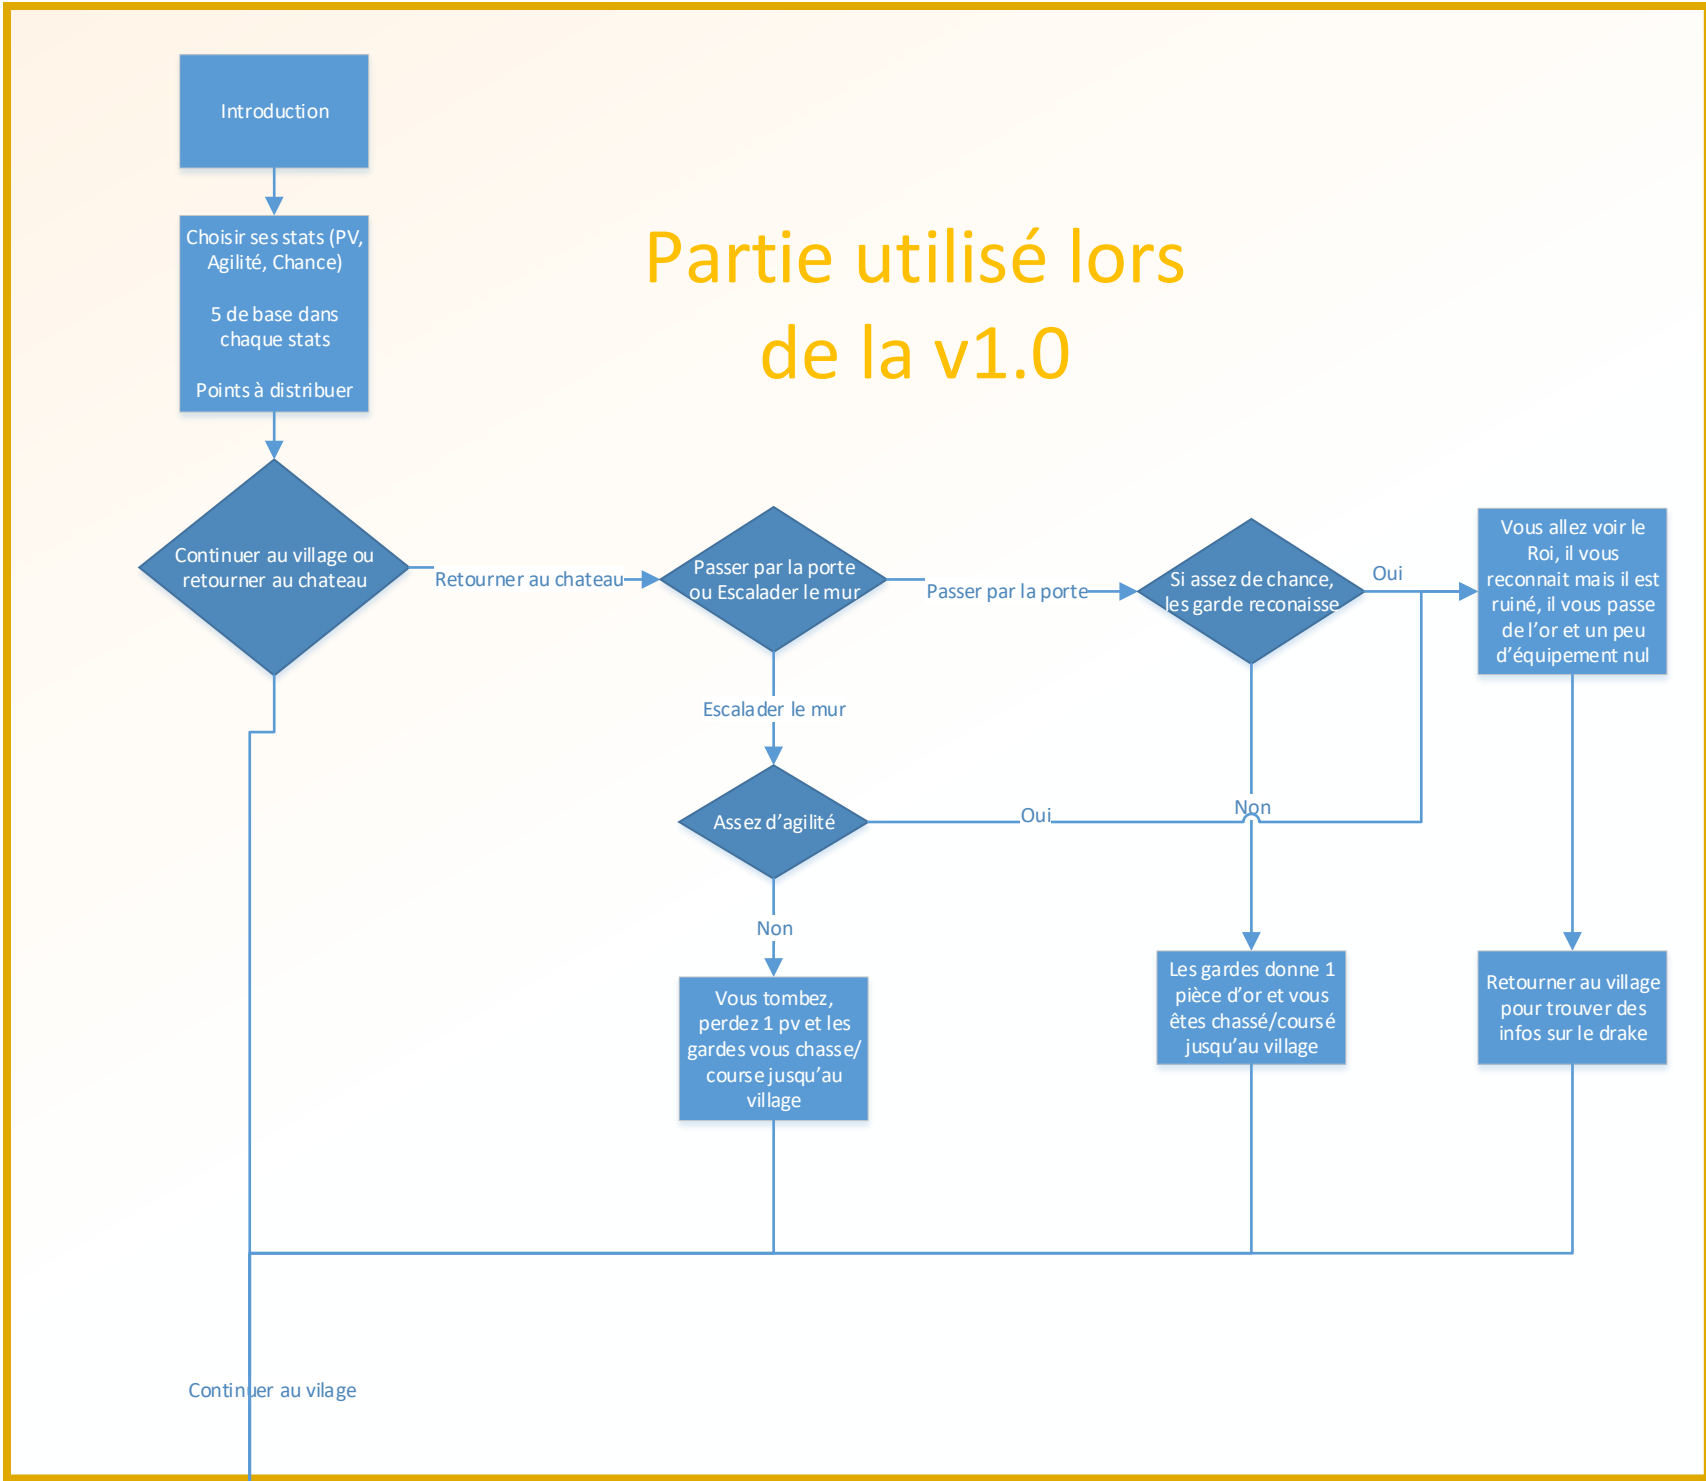 Introduction
Choisir ses stats (PV,
Agilité, Chance)
5 de base dans
chaque stats
Points à distribuer
Partie utilisé lors
de la v1.0
Continuer au village ou
retourner au chateau
Retourner au chateau
Passer par la porte
ou Escalader le mur
Passer par la porte
Si assez de chance,
les garde reconaisse
Oui
Vous allez voir le
Roi, il vous
reconnait mais il est
ruiné, il vous passe
de l’or et un peu
d’équipement nul
Escalader le mur
Assez d’agilité
Oui
Non
Non
Vous tombez,
perdez 1 pv et les
gardes vous chasse/
course jusqu’au
village
Les gardes donne 1
pièce d’or et vous
êtes chassé/coursé
jusqu’au village
Retourner au village
pour trouver des
infos sur le drake
Continuer au vilage